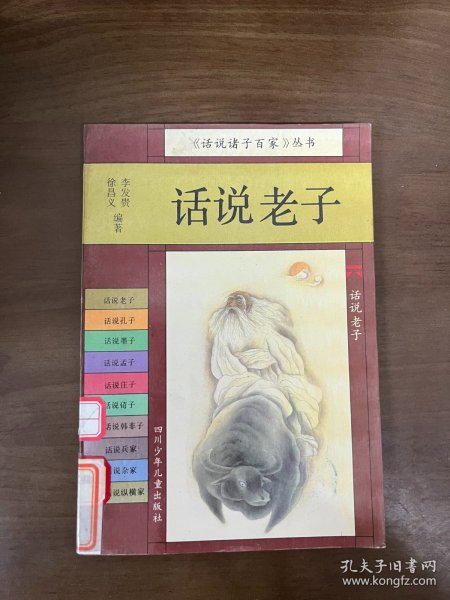 《话说诸子百家》丛书
李发贵
徐昌义
编著
话说老子
话说老子
话说老子
话说孔子
话说墨子
话说孟子
话说庄子
话说荀子
话说韩非子
话说兵家
说杂家
说纵横家
四川少年儿童出版社
孔夫子旧书网
www.kongfz.com